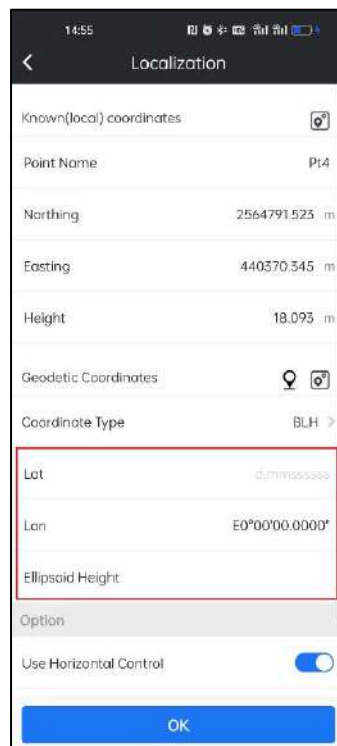 14:55
Localization
Known(local) coordinates
Point Name Pt4
Northing 2564791.523 m
Easting 440370.345 m
Height 18.093 m
Geodetic Coordinates
Coordinate Type BLH >
Lat d.mmssssss
Lon E0°00'00.0000"
Ellipsoid Height
Option
Use Horizontal Control
OK